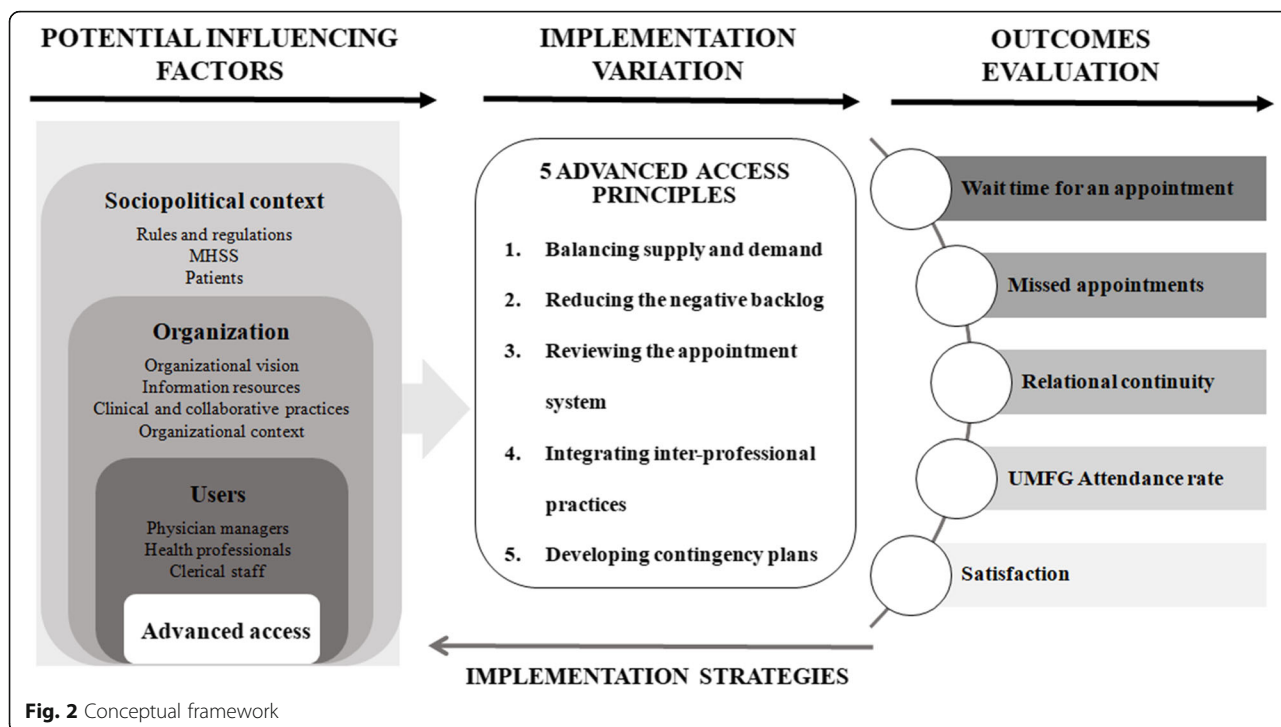 POTENTIAL INFLUENCING
FACTORS
Sociopolitical context
Rules and regulations
MHSS
Patients
Organization
Organizational vision
Information resources
Clinical and collaborative practices
Organizational context
Users
Physician managers
Health professionals
Clerical staff
Advanced access
IMPLEMENTATION
VARIATION
5 ADVANCED ACCESS
PRINCIPLES
1. Balancing supply and demand
2. Reducing the negative backlog
3. Reviewing the appointment
system
4. Integrating inter-professional
practices
5. Developing contingency plans
OUTCOMES
EVALUATION
Wait time for an appointment
Missed appointments
Relational continuity
UMFG Attendance rate
Satisfaction
IMPLEMENTATION STRATEGIES
Fig. 2 Conceptual framework